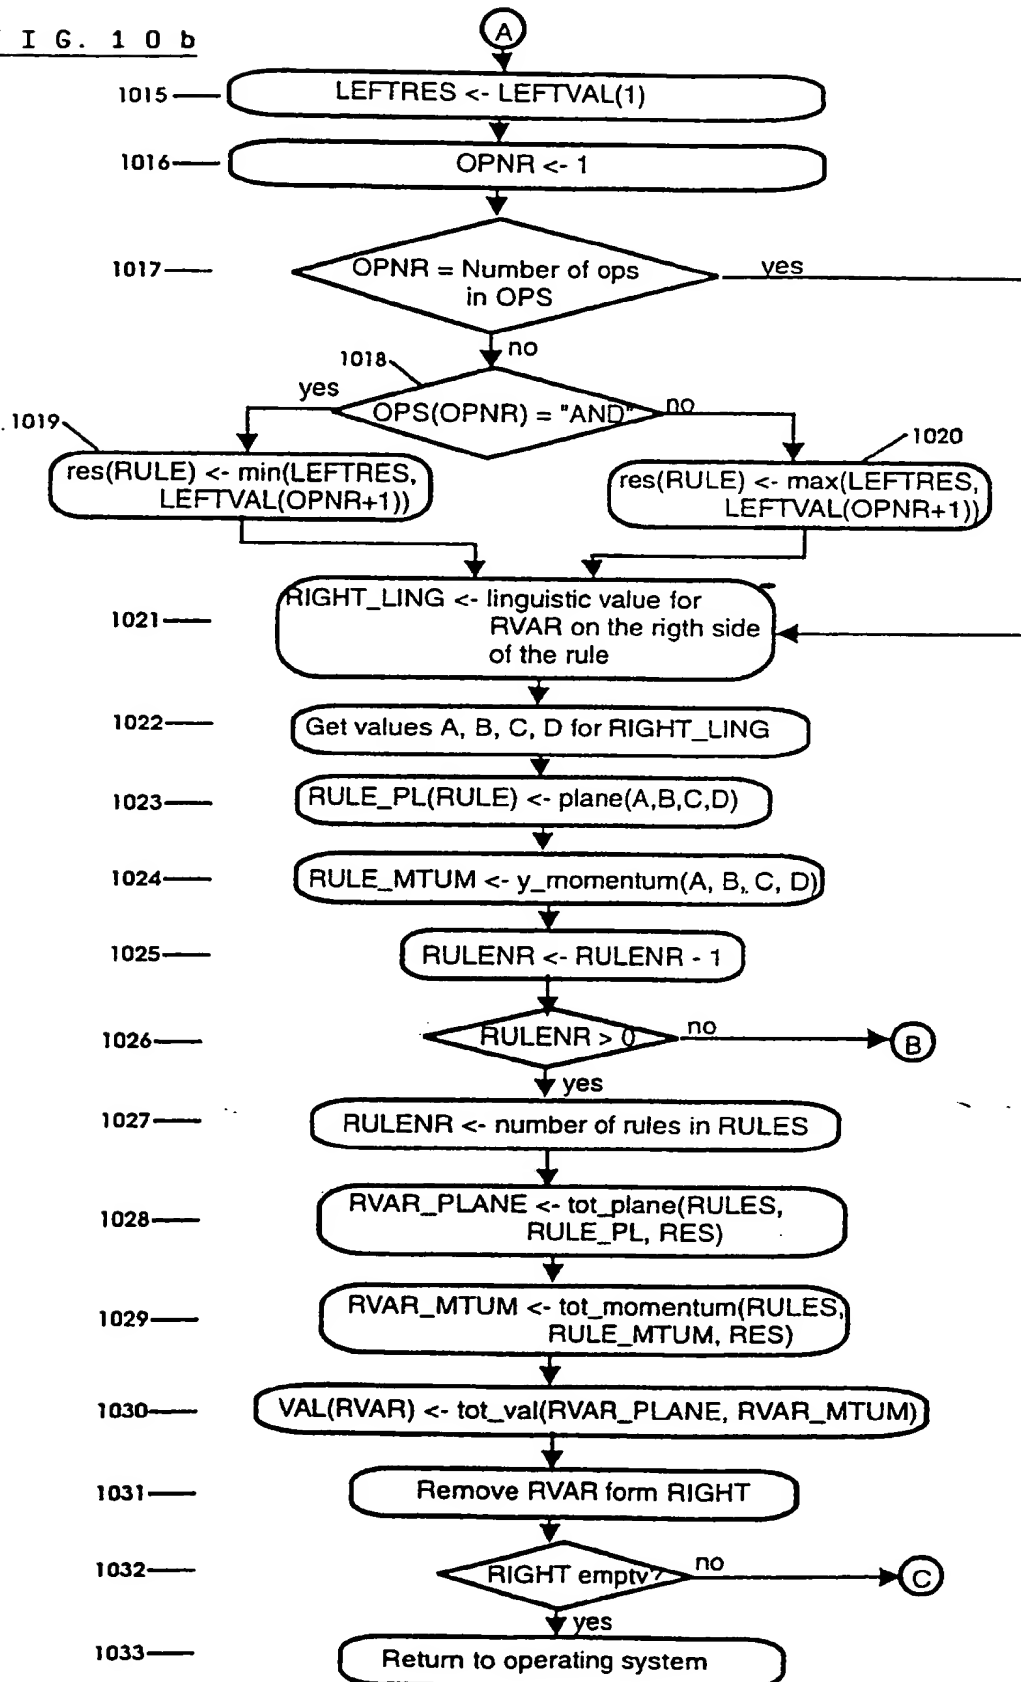 I G. 1 0 b
A
1015
LEFTRES <- LEFTVAL(1)
1016
OPNR <- 1
1017
OPNR = Number of ops
in OPS
yes
no
1018
yes
OPS(OPNR) = "AND"
no
1019
1020
res(RULE) <- min(LEFTRES,
LEFTVAL(OPNR+1))
res(RULE) <- max(LEFTRES,
LEFTVAL(OPNR+1))
1021
RIGHT_LING <- linguistic value for
RVAR on the rigth side
of the rule
1022
Get values A, B, C, D for RIGHT_LING
1023
RULE_PL(RULE) <- plane(A,B,C,D)
1024
RULE_MTUM <- y_momentum(A, B, C, D)
1025
RULENR <- RULENR - 1
1026
RULENR > 0
no
B
yes
1027
RULENR <- number of rules in RULES
1028
RVAR_PLANE <- tot_plane(RULES,
RULE_PL, RES)
1029
RVAR_MTUM <- tot_momentum(RULES,
RULE_MTUM, RES)
1030
VAL(RVAR) <- tot_val(RVAR_PLANE, RVAR_MTUM)
1031
Remove RVAR form RIGHT
1032
RIGHT empty?
no
C
yes
1033
Return to operating system